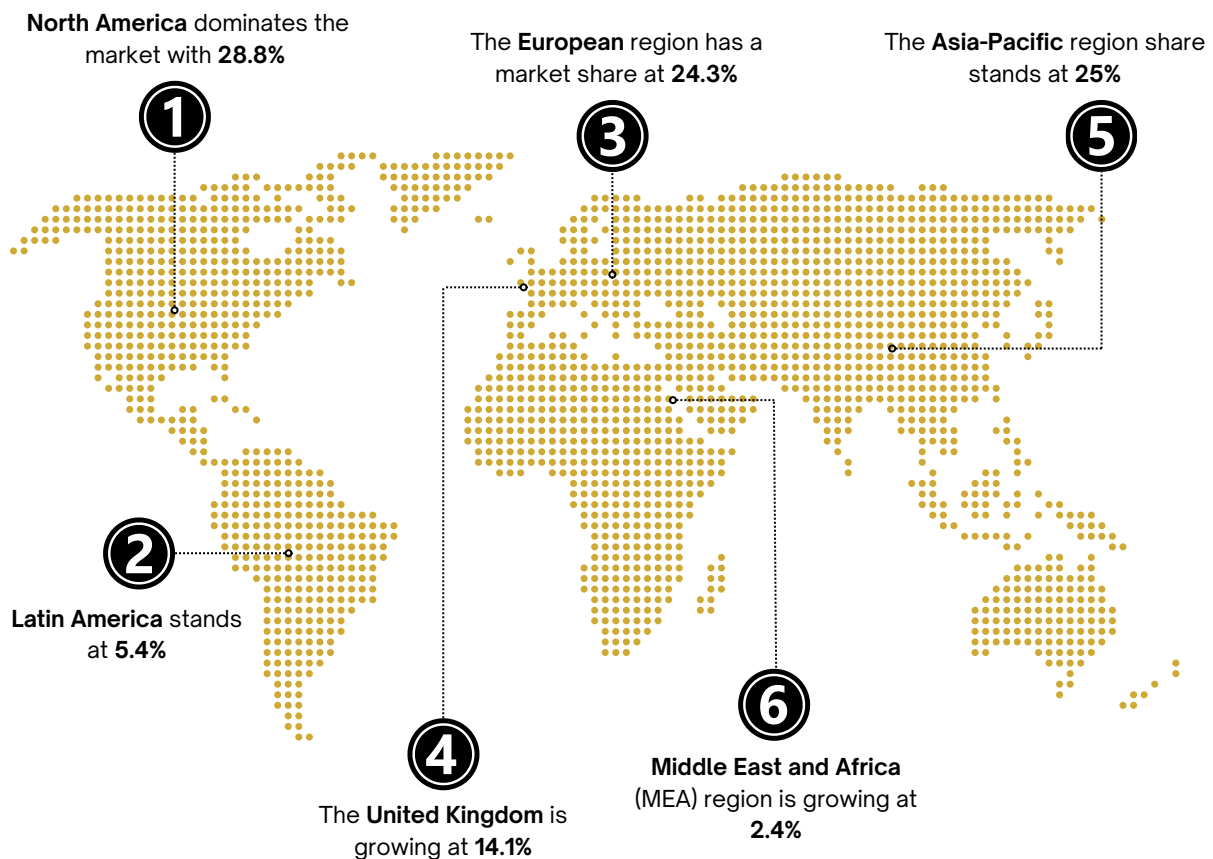 North America dominates the
market with 28.8%
1
The European region has a
market share at 24.3%
3
The Asia-Pacific region share
stands at 25%
5
2
Latin America stands
at 5.4%
4
The United Kingdom is
growing at 14.1%
6
Middle East and Africa
(MEA) region is growing at
2.4%